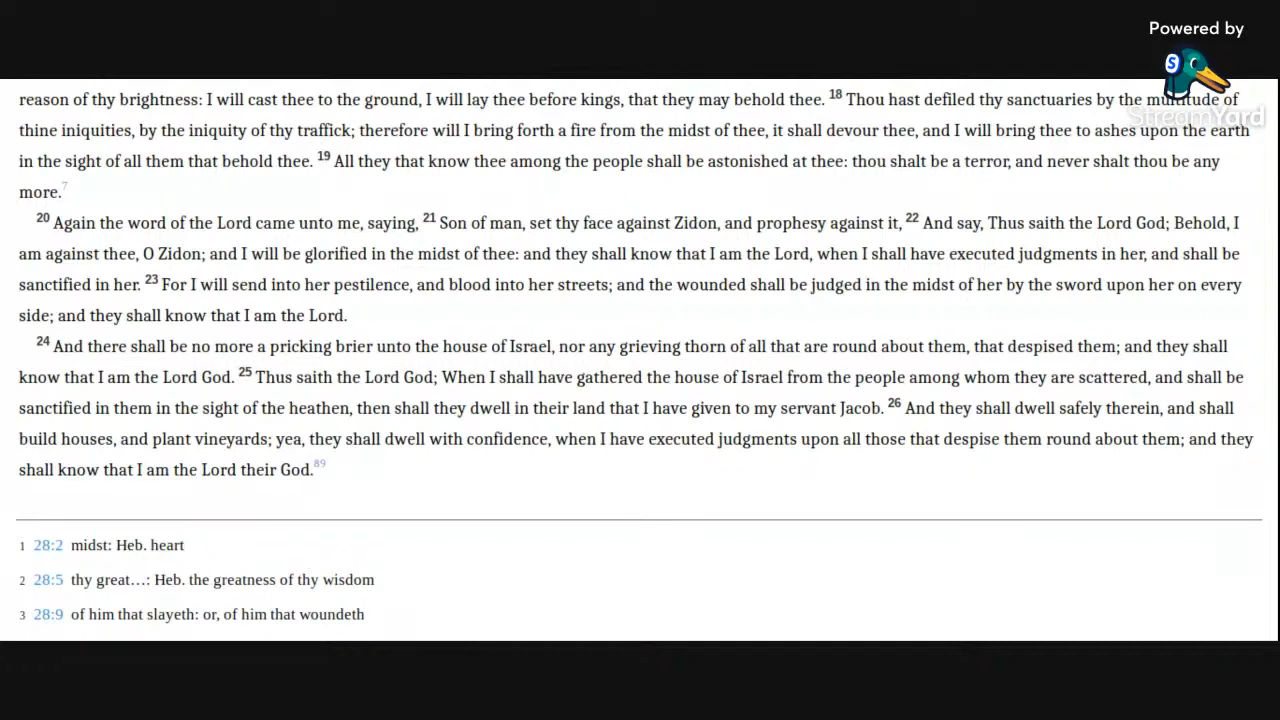 Powered by
S
StreamYard
reason of thy brightness: I will cast thee to the ground, I will lay thee before kings, that they may behold thee. 18 Thou hast defiled thy sanctuaries by the multitude of
thine iniquities, by the iniquity of thy traffick; therefore will I bring forth a fire from the midst of thee, it shall devour thee, and I will bring thee to ashes upon the earth
in the sight of all them that behold thee. 19 All they that know thee among the people shall be astonished at thee: thou shalt be a terror, and never shalt thou be any
more.7
20 Again the word of the Lord came unto me, saying, 21 Son of man, set thy face against Zidon, and prophesy against it, 22 And say, Thus saith the Lord God; Behold, I
am against thee, O Zidon; and I will be glorified in the midst of thee: and they shall know that I am the Lord, when I shall have executed judgments in her, and shall be
sanctified in her. 23 For I will send into her pestilence, and blood into her streets; and the wounded shall be judged in the midst of her by the sword upon her on every
side; and they shall know that I am the Lord.
24 And there shall be no more a pricking brier unto the house of Israel, nor any grieving thorn of all that are round about them, that despised them; and they shall
know that I am the Lord God. 25 Thus saith the Lord God; When I shall have gathered the house of Israel from the people among whom they are scattered, and shall be
sanctified in them in the sight of the heathen, then shall they dwell in their land that I have given to my servant Jacob. 26 And they shall dwell safely therein, and shall
build houses, and plant vineyards; yea, they shall dwell with confidence, when I have executed judgments upon all those that despise them round about them; and they
shall know that I am the Lord their God.89
1 28:2 midst: Heb. heart
2 28:5 thy great…: Heb. the greatness of thy wisdom
3 28:9 of him that slayeth: or, of him that woundeth